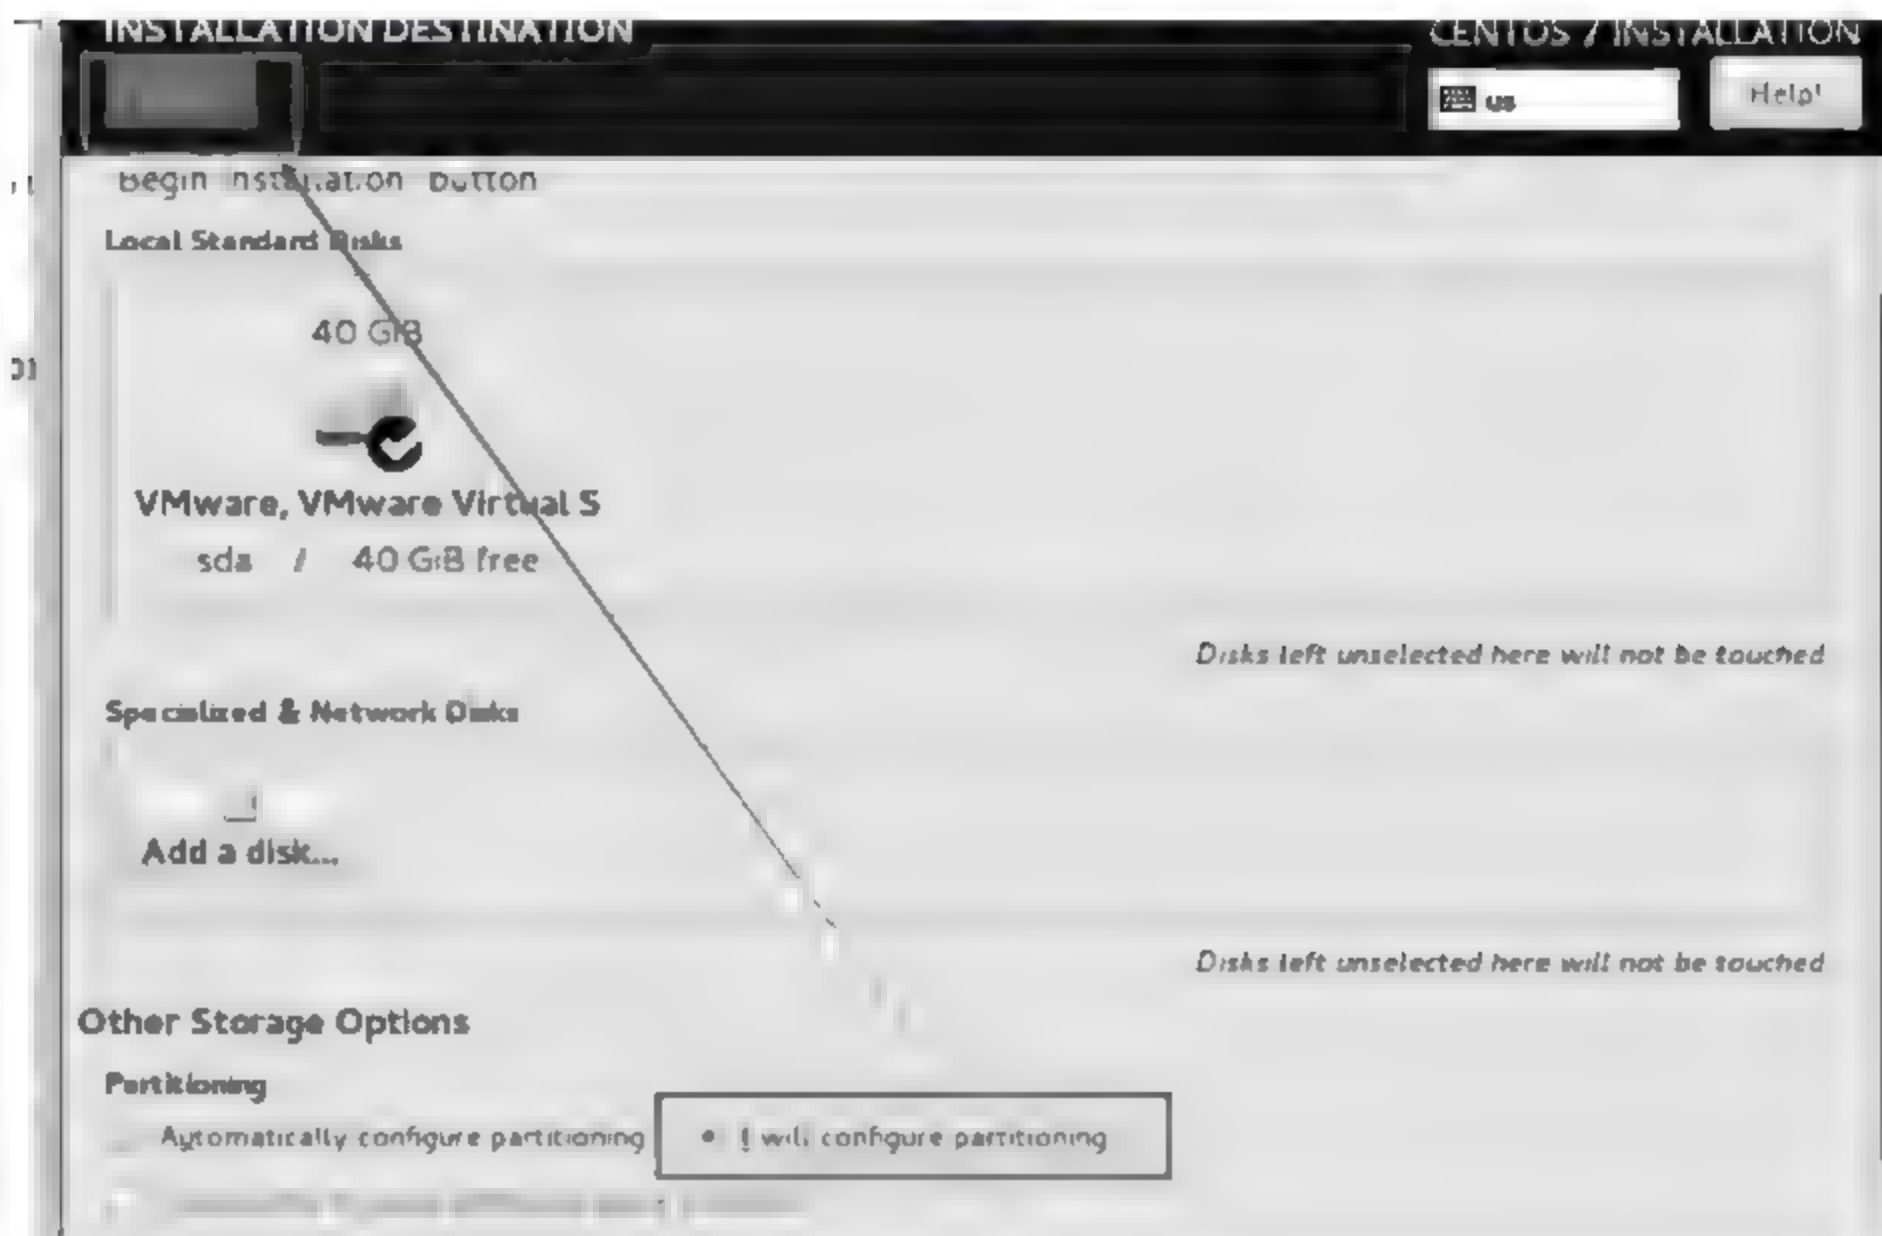 INSTALLATION DESTINATION
CENTOS 7 INSTALLATION
us
Help!
Begin Installation button
Local Standard Disks
40 GiB
VMware, VMware Virtual S
sda / 40 GiB free
Disks left unselected here will not be touched
Specialized & Network Disks
Add a disk...
Disks left unselected here will not be touched
Other Storage Options
Partitioning
Automatically configure partitioning
I will configure partitioning